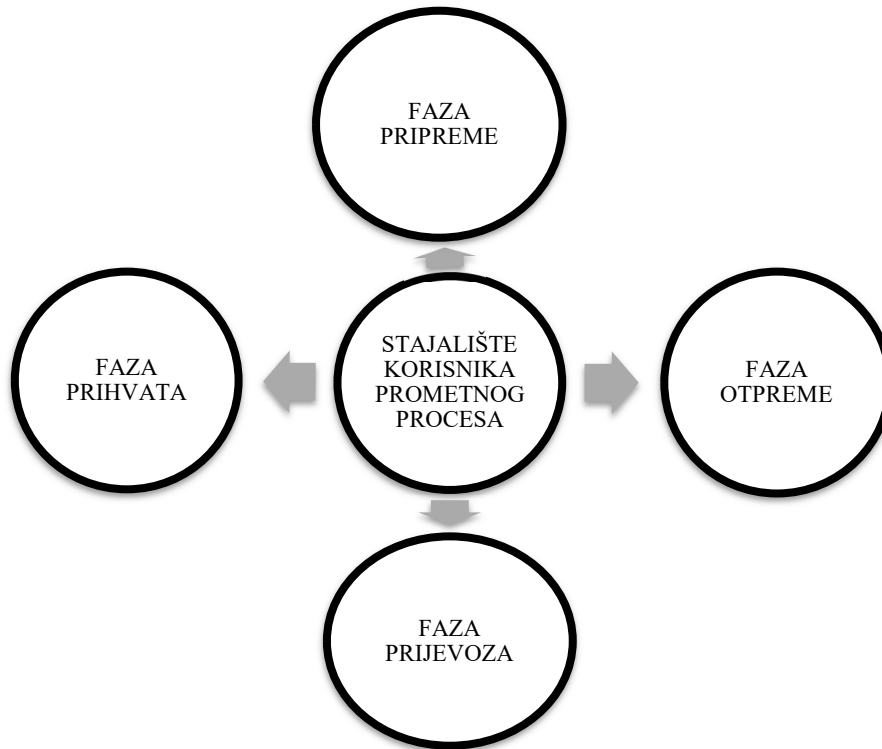 FAZA
PRIPREME
FAZA
PRIHVATA
STAJALIŠTE
KORISNIKA
PROMETNOG
PROCESA
FAZA
OTPREME
FAZA
PRIJEVOZA